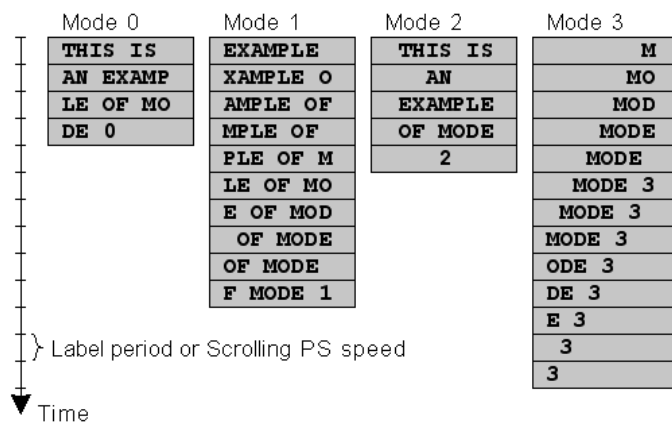 Mode 0 Mode 1 Mode 2 Mode 3
THIS IS EXAMPLE THIS IS M
AN EXAMP XAMPLE O AN MO
LE OF MO AMPLE OF EXAMPLE MOD
DE 0 MPLE OF OF MODE MODE
PLE OF M 2 MODE
LE OF MO MODE 3
E OF MOD MODE 3
OF MODE MODE 3
OF MODE ODE 3
F MODE 1 DE 3
E 3
} Label period or Scrolling PS speed 3
3
Time